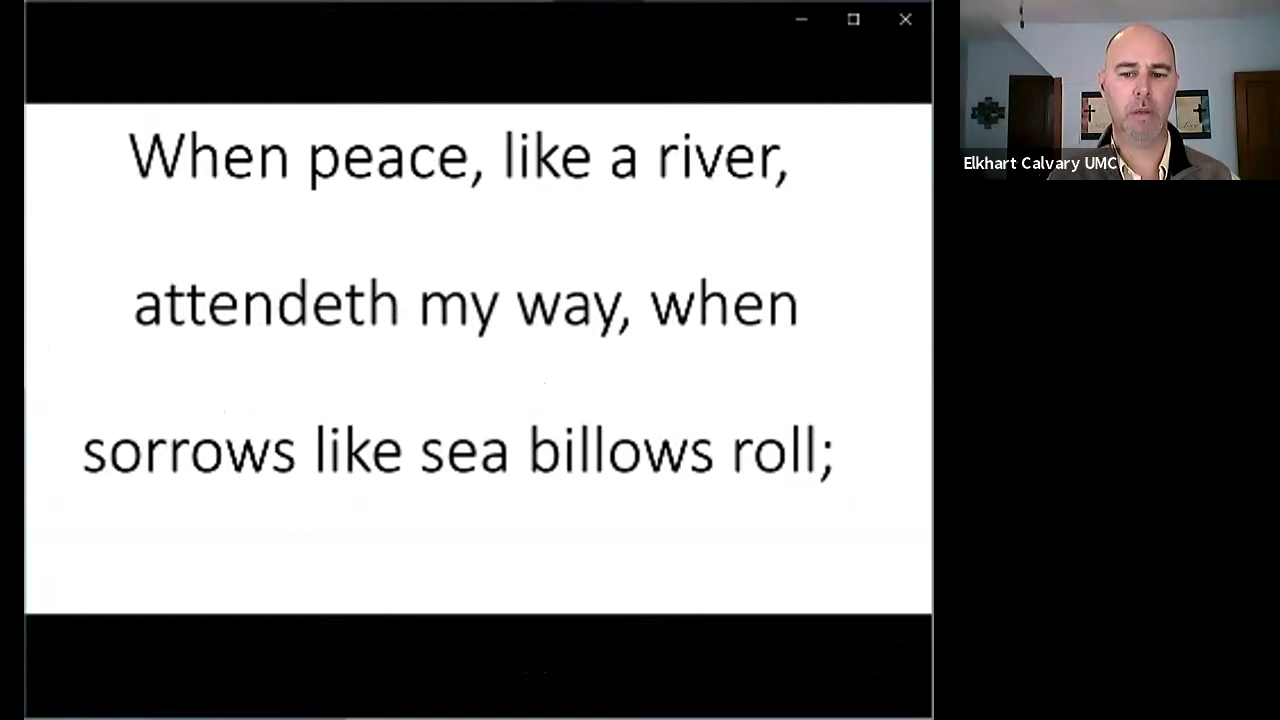 When peace, like a river,
attendeth my way, when
sorrows like sea billows roll;
Elkhart Calvary UMC